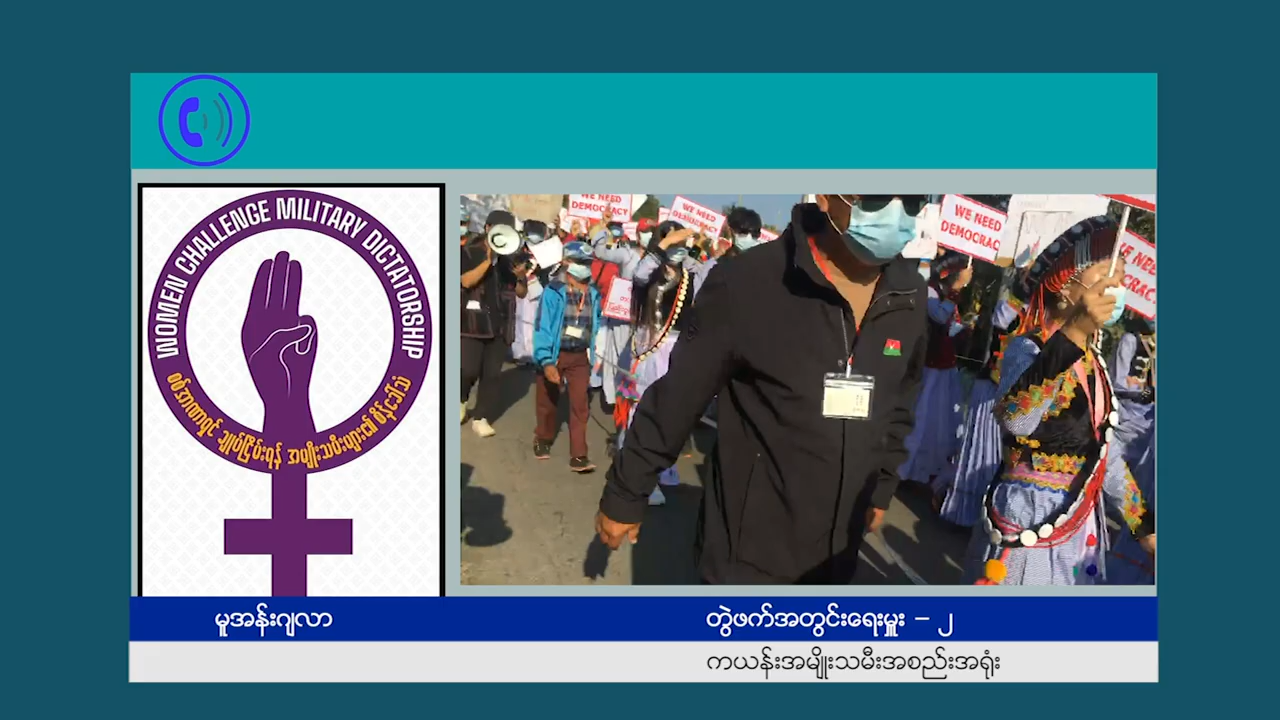 WOMEN CHALLENGE MILITARY DICTATORSHIP
စစ်အာဏာရှင် ချုပ်ငြိမ်းရန် အမျိုးသမီးများ၏ စိန်ခေါ်သံ
WE NEED DEMOCRACY
WE NEED
DEMOCRACY
WE NEED
DEMOCRAC
မူအန်းဂျလာ
တွဲဖက်အတွင်းရေးမှူး – ၂
ကယန်းအမျိုးသမီးအစည်းအရုံး